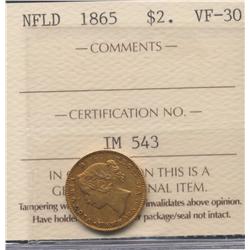 NFLD 1865 $2. VF-30
— COMMENTS —
— CERTIFICATION NO. —
IM 543
IN ON THIS IS A
G NAL ITEM.
Tampering w invalidates above opinion.
Have holde package/seal not intact.